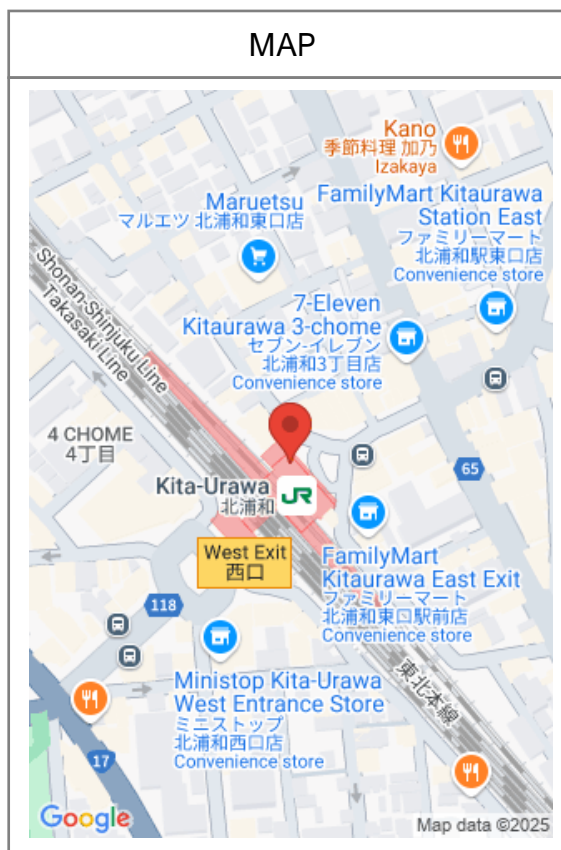 MAP
Kano
季節料理 加乃
Izakaya
Maruetsu
マルエツ 北浦和東口店
FamilyMart Kitaurawa
Station East
ファミリーマート
北浦和駅東口店
Convenience store
Shonan-Shinjuku Line
Takasaki Line
7-Eleven
Kitaurawa 3-chome
セブン-イレブン
北浦和3丁目店
Convenience store
4 CHOME
4丁目
65
Kita-Urawa
北浦和
JR
West Exit
西口
FamilyMart
Kitaurawa East Exit
ファミリーマート
北浦和東口駅前店
Convenience store
118
Ministop Kita-Urawa
West Entrance Store
ミニストップ
北浦和西口店
Convenience store
東北本線
17
Google
Map data ©2025